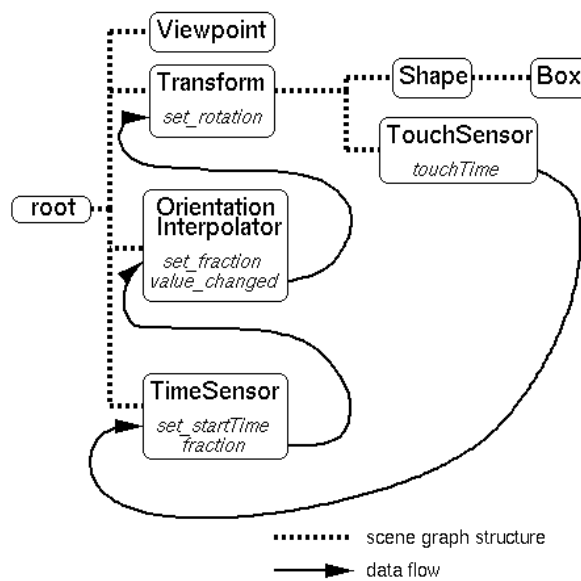 Viewpoint
Transform
set_rotation
Shape
Box
TouchSensor
touchTime
root
Orientation
Interpolator
set_fraction
value_changed
TimeSensor
set_startTime
fraction
scene graph structure
data flow